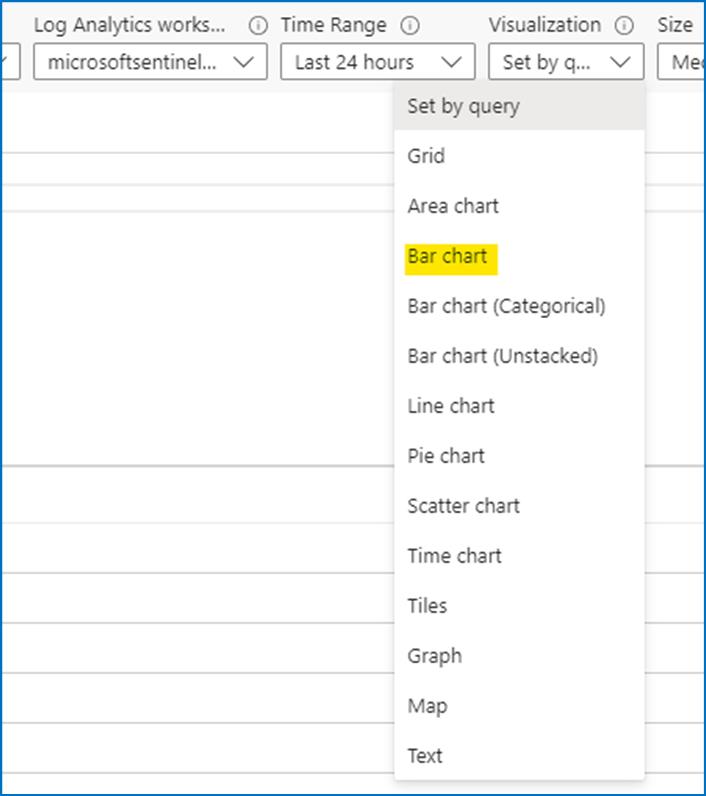 Log Analytics works... Time Range Visualization Size
microsoftsentinel... Last 24 hours Set by q... Med
Set by query
Grid
Area chart
Bar chart
Bar chart (Categorical)
Bar chart (Unstacked)
Line chart
Pie chart
Scatter chart
Time chart
Tiles
Graph
Map
Text